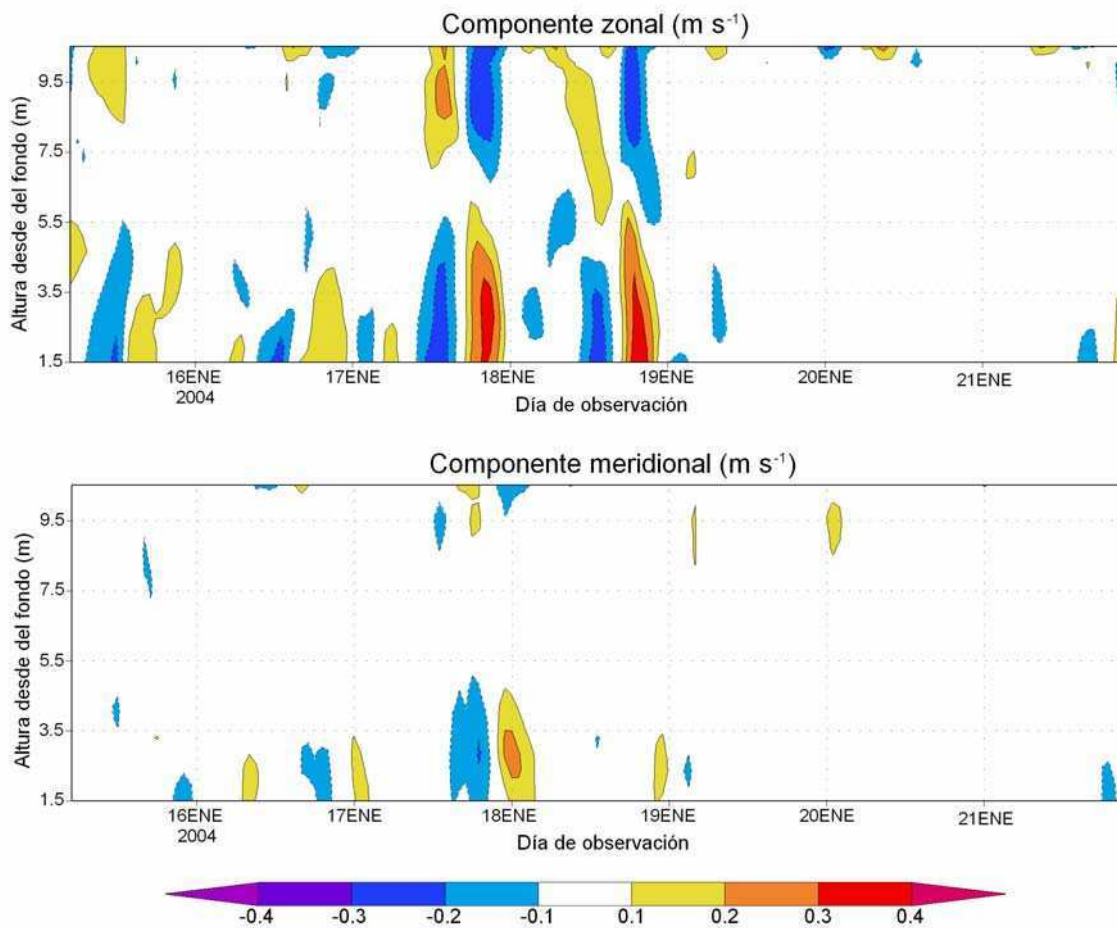 Componente zonal (m s⁻¹)
Altura desde del fondo (m)
9.5
7.5
5.5
3.5
1.5
16ENE 17ENE 18ENE 19ENE 20ENE 21ENE
2004
Día de observación
Componente meridional (m s⁻¹)
Altura desde del fondo (m)
9.5
7.5
5.5
3.5
1.5
16ENE 17ENE 18ENE 19ENE 20ENE 21ENE
2004
Día de observación
-0.4 -0.3 -0.2 -0.1 0.1 0.2 0.3 0.4